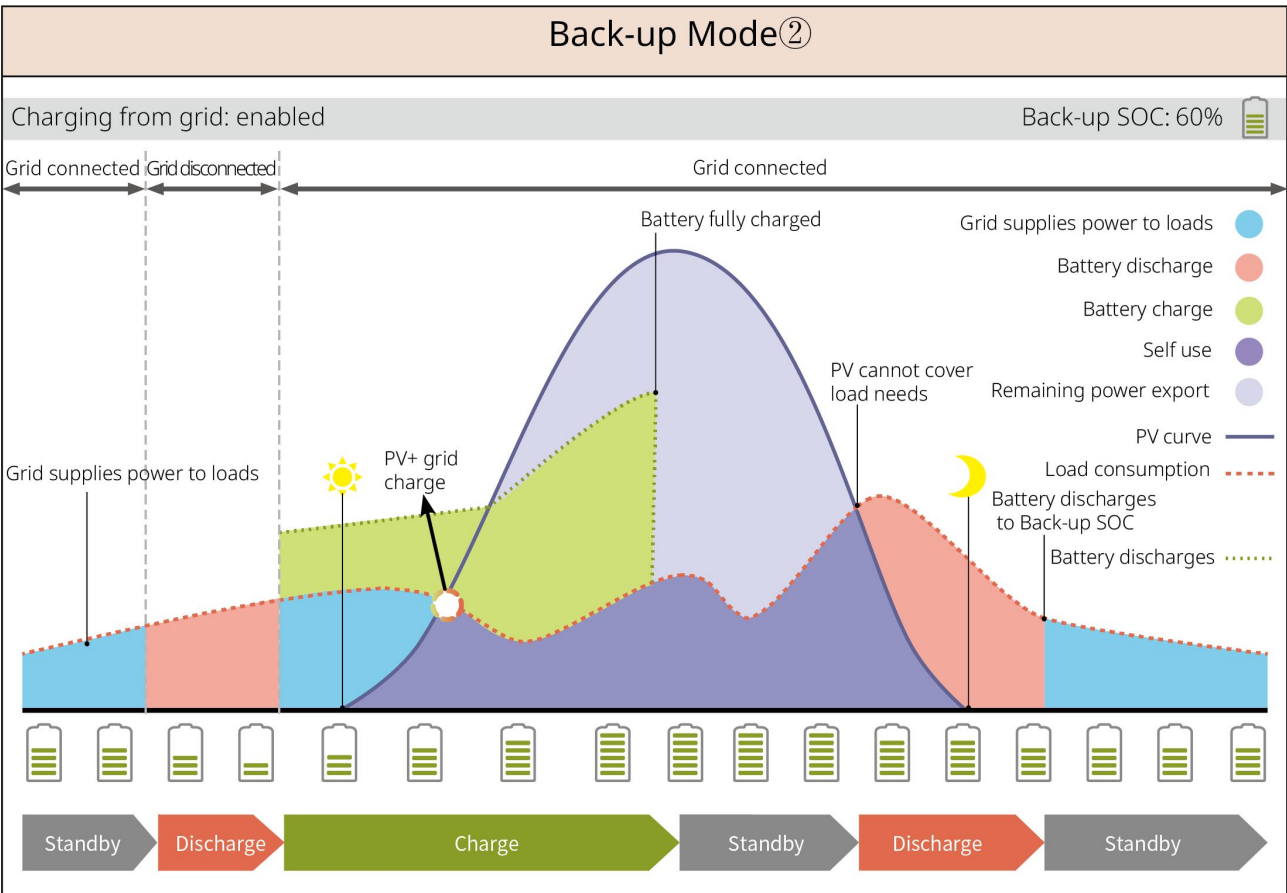 Back-up Mode②
Charging from grid: enabled
Back-up SOC: 60%
Grid connected
Grid disconnected
Grid connected
Battery fully charged
Grid supplies power to loads
Battery discharge
Battery charge
Self use
Remaining power export
PV curve
Load consumption
Battery discharges
PV cannot cover
load needs
Grid supplies power to loads
PV+ grid
charge
Battery discharges
to Back-up SOC
Standby
Discharge
Charge
Standby
Discharge
Standby